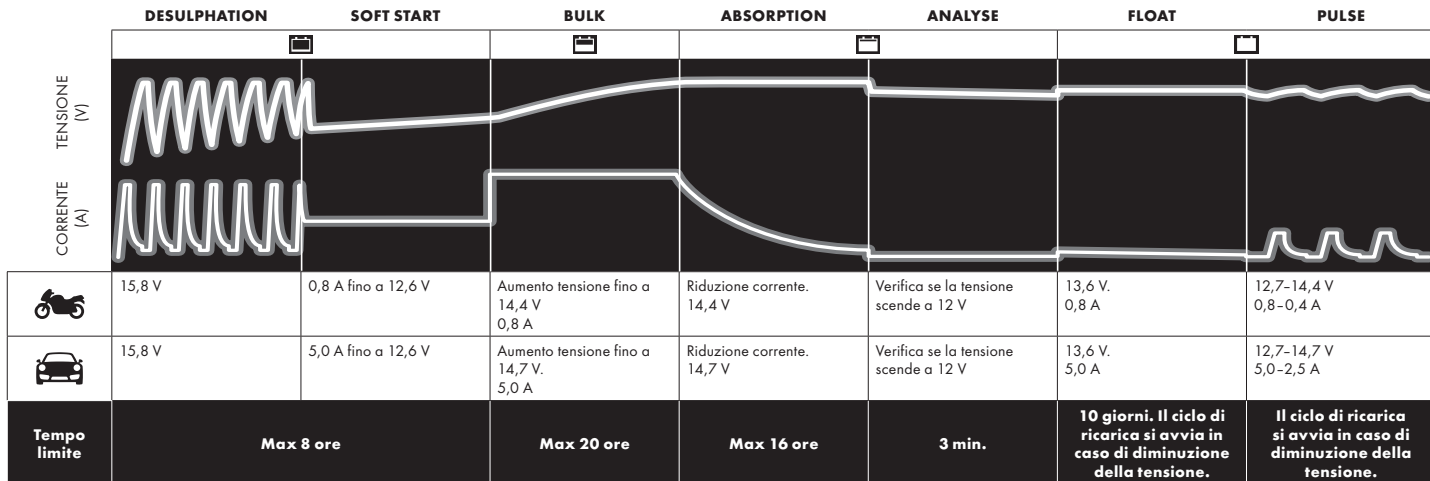 DESULPHATION SOFT START BULK ABSORPTION ANALYSE FLOAT PULSE
TENSIONE
(V)
CORRENTE
(A)
15,8 V
0,8 A fino a 12,6 V
Aumento tensione fino a
14,4 V
0,8 A
Riduzione corrente.
14,4 V
Verifica se la tensione
scende a 12 V
13,6 V.
0,8 A
12,7–14,4 V
0,8–0,4 A
15,8 V
5,0 A fino a 12,6 V
Aumento tensione fino a
14,7 V.
5,0 A
Riduzione corrente.
14,7 V
Verifica se la tensione
scende a 12 V
13,6 V.
5,0 A
12,7–14,7 V
5,0–2,5 A
Tempo
limite
Max 8 ore
Max 20 ore
Max 16 ore
3 min.
10 giorni. Il ciclo di
ricarica si avvia in
caso di diminuzione
della tensione.
Il ciclo di ricarica
si avvia in caso di
diminuzione della
tensione.